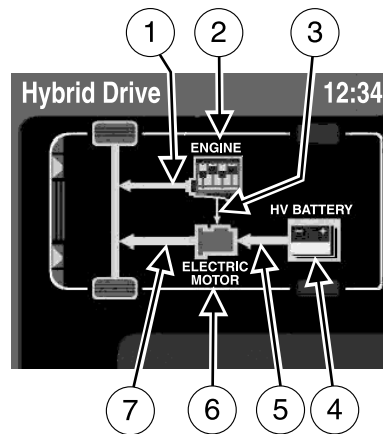 1 2 3
Hybrid Drive 12:34
ENGINE
HV BATTERY
ELECTRIC
MOTOR
7 6 5 4